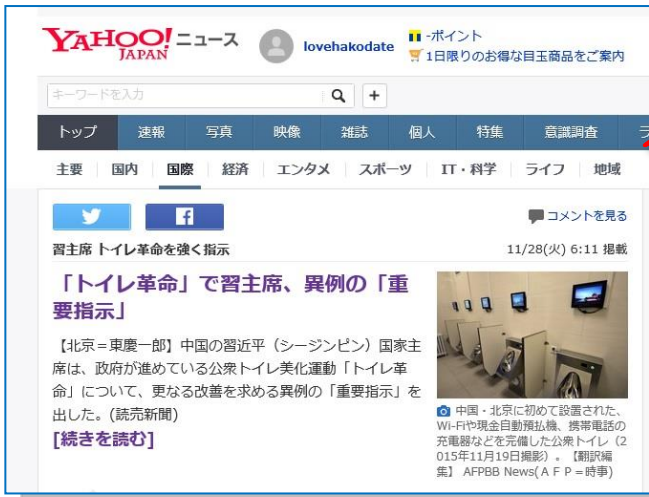 YAHOO! ニュース
JAPAN
lovehakodate
-ポイント
1日限りのお得な目玉商品をご案内
キーワードを入力
+
トップ 速報 写真 映像 雑誌 個人 特集 意識調査
主要 国内 国際 経済 エンタメ スポーツ IT・科学 ライフ 地域
コメントを見る
習主席 トイレ革命を強く指示
11/28(火) 6:11 掲載
「トイレ革命」で習主席、異例の「重
要指示」
【北京=東慶一郎】中国の習近平(シージンピン)国家主
席は、政府が進めている公衆トイレ美化運動「トイレ革
命」について、更なる改善を求める異例の「重要指示」を
出した。(読売新聞)
[続きを読む]
中国・北京に初めて設置された、
Wi-Fiや現金自動預払機、携帯電話の
充電器などを完備した公衆トイレ(2
015年11月19日撮影)。【翻訳編
集】 AFPBB News(AFP=時事)